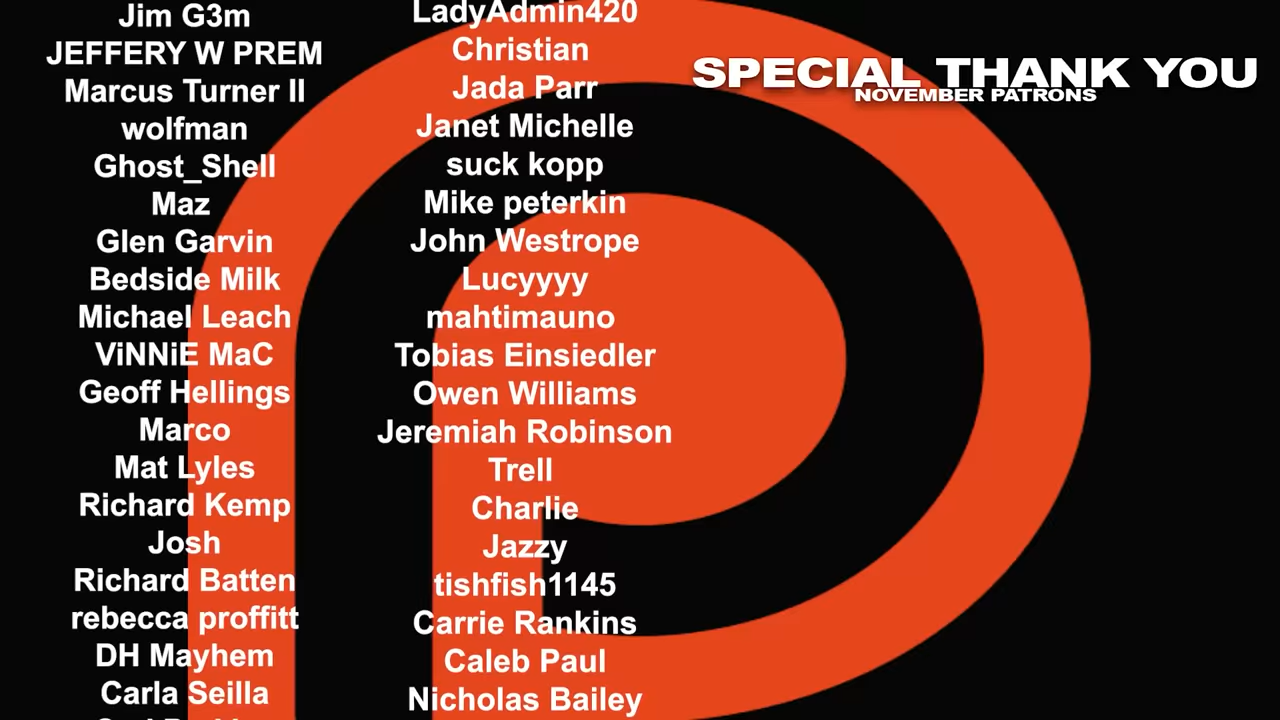 Jim G3m
JEFFERY W PREM
Marcus Turner II
wolfman
Ghost_Shell
Maz
Glen Garvin
Bedside Milk
Michael Leach
ViNNiE MaC
Geoff Hellings
Marco
Mat Lyles
Richard Kemp
Josh
Richard Batten
rebecca proffitt
DH Mayhem
Carla Seilla
LadyAdmin420
Christian
Jada Parr
Janet Michelle
suck kopp
Mike peterkin
John Westrope
Lucyyyy
mahtimauno
Tobias Einsiedler
Owen Williams
Jeremiah Robinson
Trell
Charlie
Jazzy
tishfish1145
Carrie Rankins
Caleb Paul
Nicholas Bailey
SPECIAL THANK YOU
NOVEMBER PATRONS